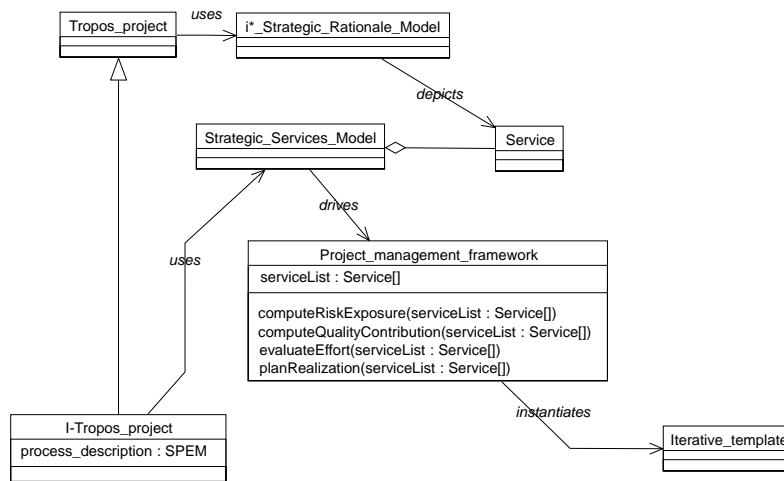 uses
Tropos_project
i*_Strategic_Rationale_Model
depicts
Strategic_Services_Model
Service
drives
uses
Project_management_framework
serviceList : Service[]
computeRiskExposure(serviceList : Service[])
computeQualityContribution(serviceList : Service[])
evaluateEffort(serviceList : Service[])
planRealization(serviceList : Service[])
instantiates
I-Tropos_project
process_description : SPEM
Iterative_template